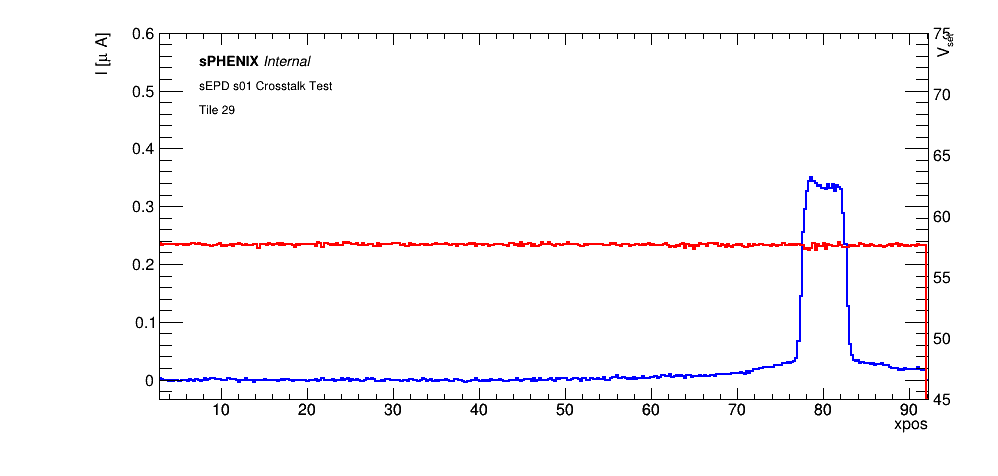 0.6
0.5
0.4
0.3
0.2
0.1
0
I [μ A]
sPHENIX Internal
sEPD s01 Crosstalk Test
Tile 29
75
70
65
60
55
50
45
V set
10 20 30 40 50 60 70 80 90
xpos